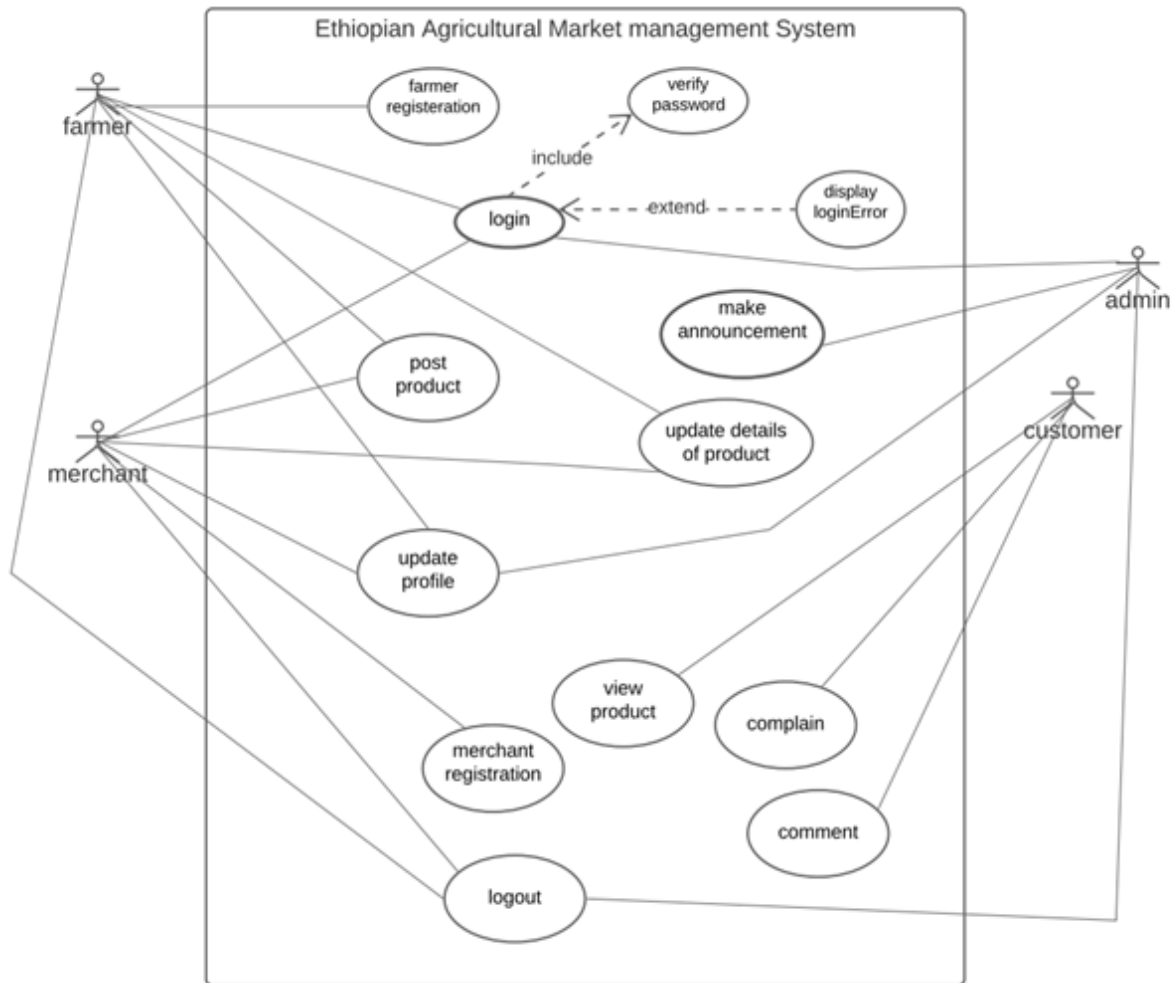 Ethiopian Agricultural Market management System
farmer
registeration
verify
password
farmer
include
display
loginError
extend
login
admin
make
announcement
post
product
customer
update details
of product
merchant
update
profile
view
product
complain
merchant
registration
comment
logout